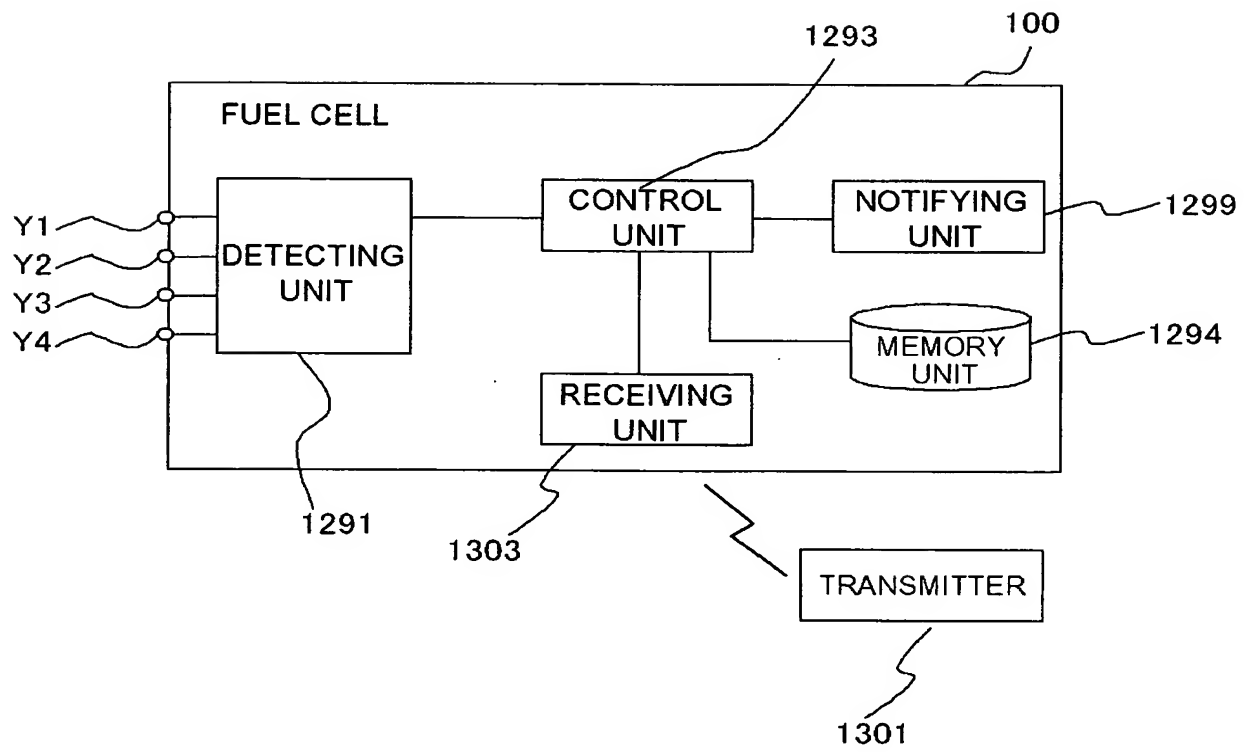 1293
100
FUEL CELL
Y1
Y2
Y3
Y4
DETECTING
UNIT
CONTROL
UNIT
NOTIFYING
UNIT
1299
MEMORY
UNIT
1294
RECEIVING
UNIT
1291
1303
TRANSMITTER
1301